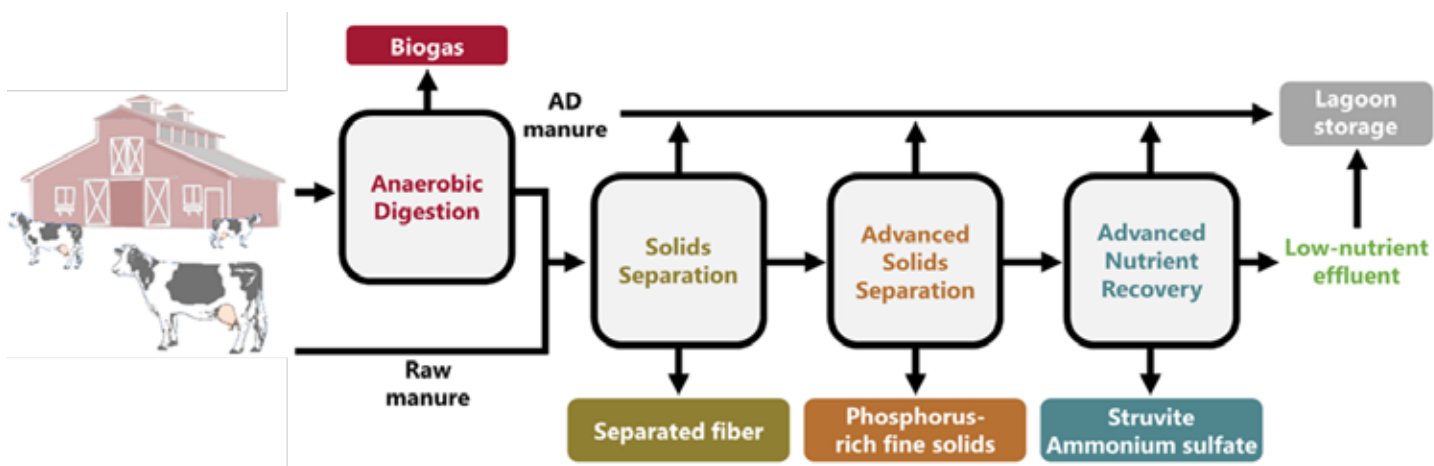 Biogas
AD
manure
Lagoon
storage
Anaerobic
Digestion
Solids
Separation
Advanced
Solids
Separation
Advanced
Nutrient
Recovery
Low-nutrient
effluent
Raw
manure
Separated fiber
Phosphorus-
rich fine solids
Struvite
Ammonium sulfate